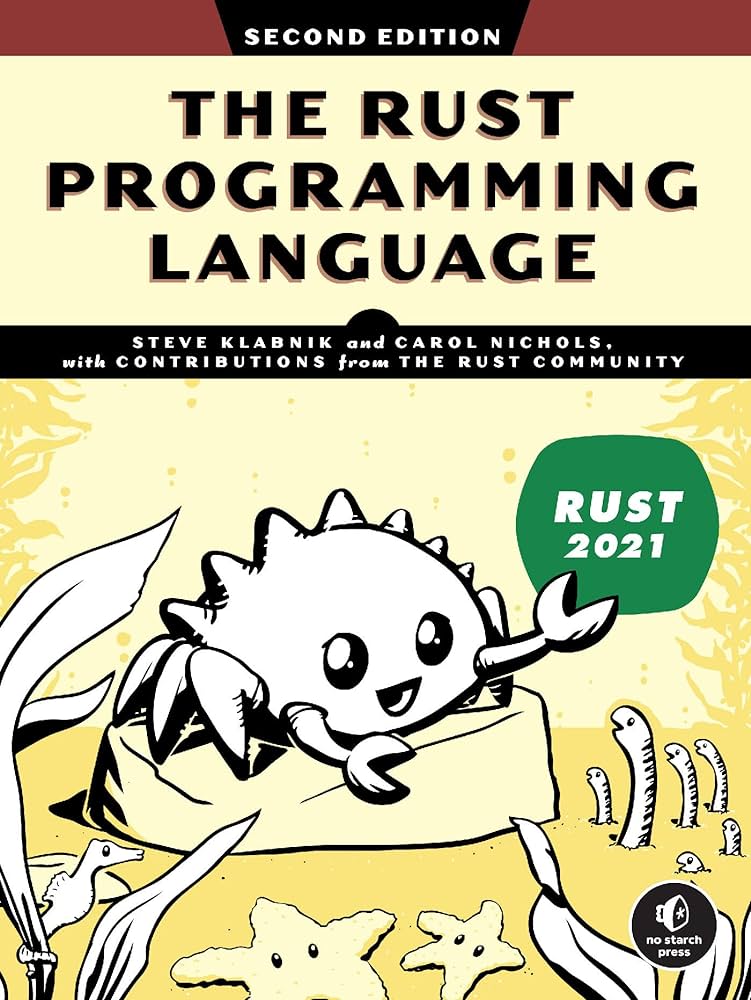 SECOND EDITION
THE RUST
PROGRAMMING
LANGUAGE
STEVE KLABNIK and CAROL NICHOLS,
with CONTRIBUTIONS from THE RUST COMMUNITY
RUST
2021
no starch
press